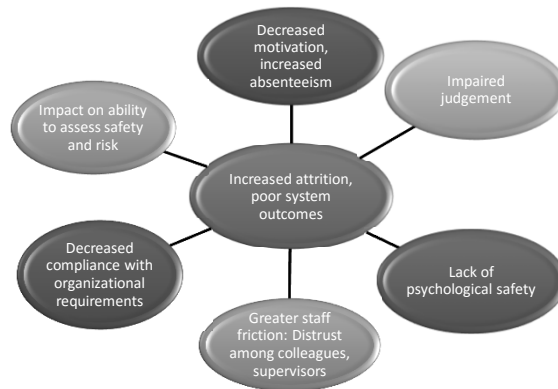 Decreased
motivation,
increased
absenteeism
Impaired
judgement
Impact on ability
to assess safety
and risk
Increased attrition,
poor system
outcomes
Decreased
compliance with
organizational
requirements
Lack of
psychological safety
Greater staff
friction: Distrust
among colleagues,
supervisors